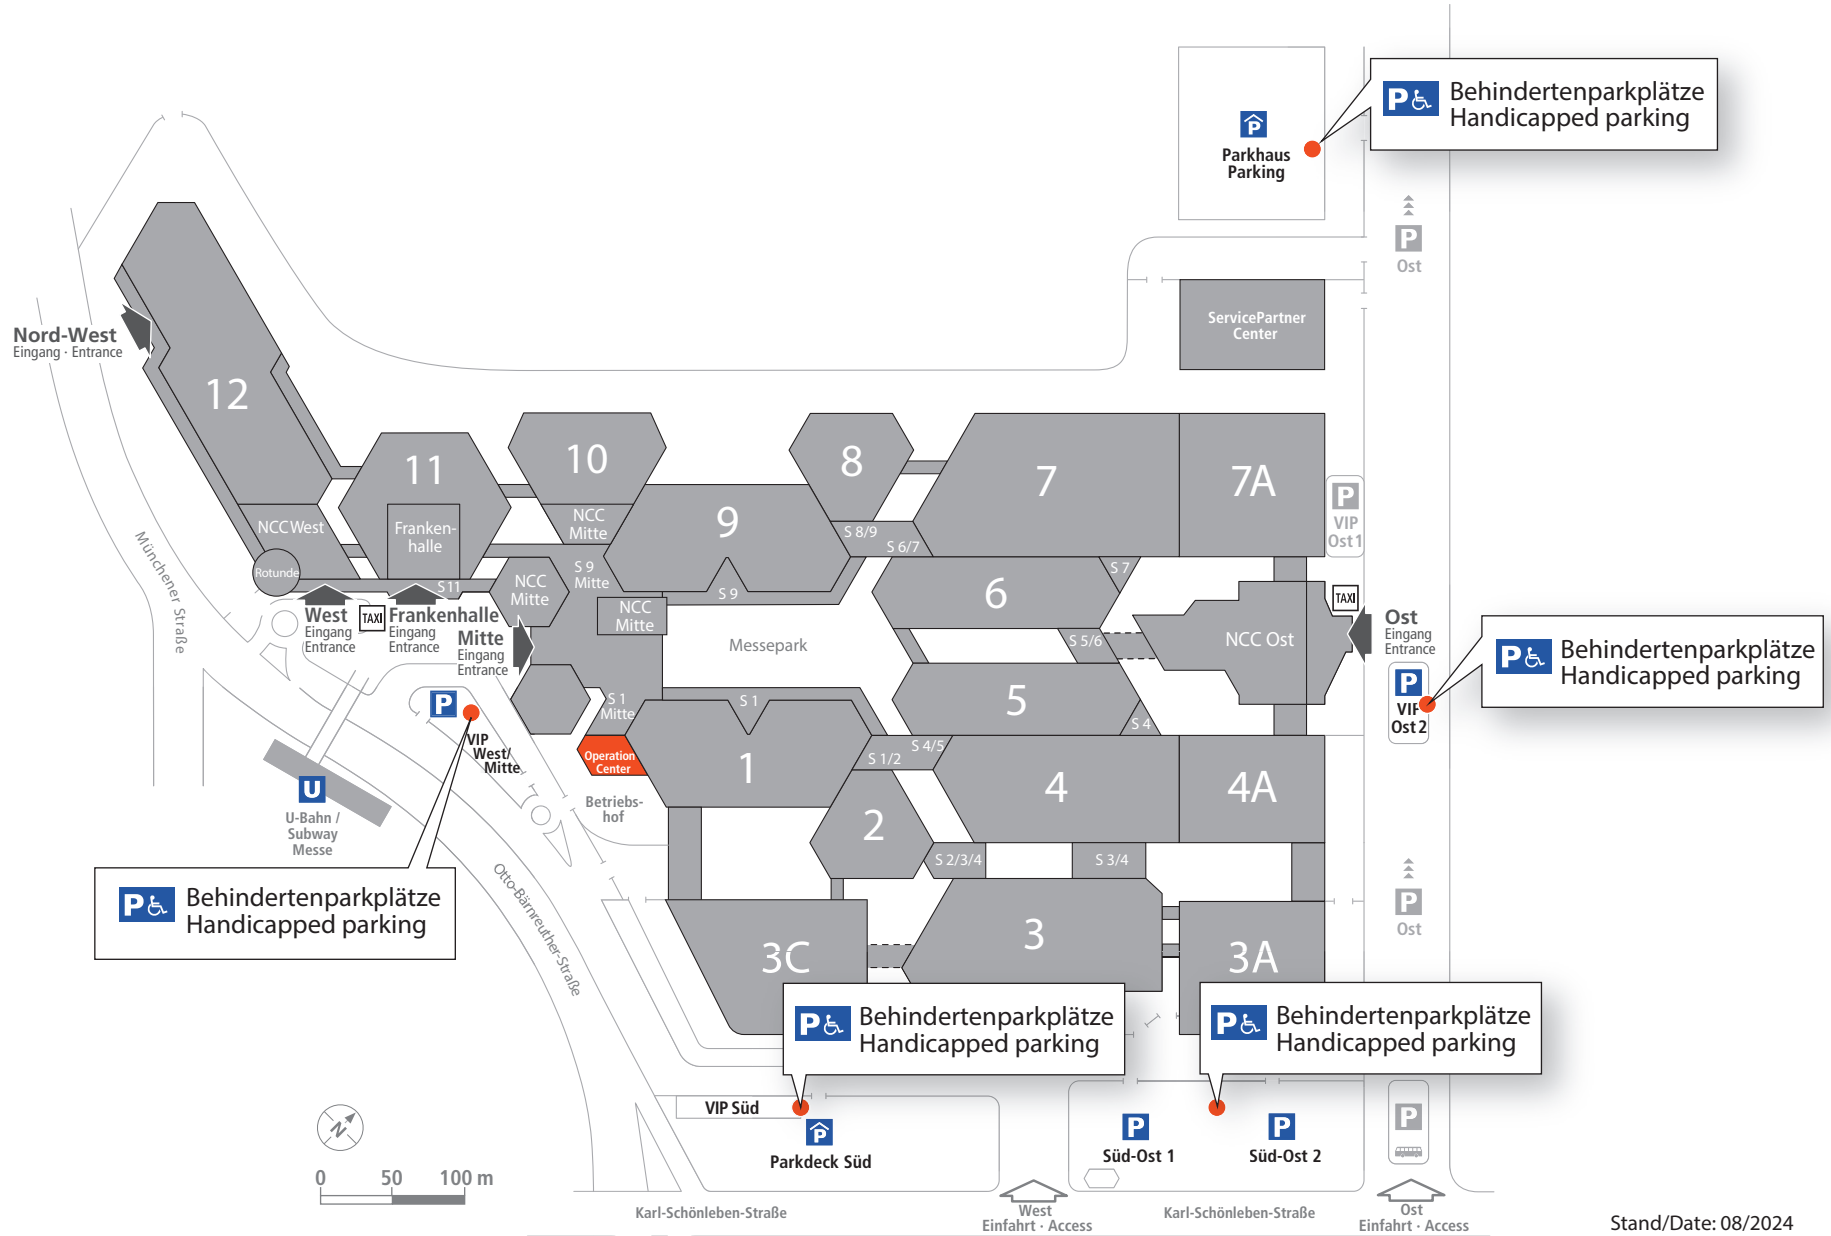 P
Behindertenparkplätze
Handicapped parking
P
Parkhaus
Parking
P
Ost
ServicePartner
Center
Nord-West
Eingang · Entrance
12
11
10
8
7
7A
NCC West
Franken-
halle
NCC
Mitte
9
S 8/9
S 6/7
P
VIP
Ost 1
Rotunde
S 11
S 9
Mitte
NCC
Mitte
S 9
NCC
Mitte
6
S 7
TAXI
Münchener Straße
West
Eingang
Entrance
TAXI
Frankenhalle
Eingang
Entrance
Mitte
Eingang
Entrance
Messepark
S 5/6
NCC Ost
Ost
Eingang
Entrance
P
Behindertenparkplätze
Handicapped parking
P
VIP
Ost 2
P
VIP
West/
Mitte
S 1
Mitte
S 1
5
S 4
Operation
Center
1
S 4/5
S 1/2
4
4A
U
U-Bahn /
Subway
Messe
Betriebs-
hof
2
S 2/3/4
S 3/4
P
Behindertenparkplätze
Handicapped parking
Otto-Bärnreuther-Straße
3C
3
3A
P
Ost
P
Behindertenparkplätze
Handicapped parking
P
Behindertenparkplätze
Handicapped parking
VIP Süd
P
Parkdeck Süd
P
Süd-Ost 1
P
Süd-Ost 2
P
N
0 50 100 m
Karl-Schönleben-Straße
West
Einfahrt · Access
Karl-Schönleben-Straße
Ost
Einfahrt · Access
Stand/Date: 08/2024